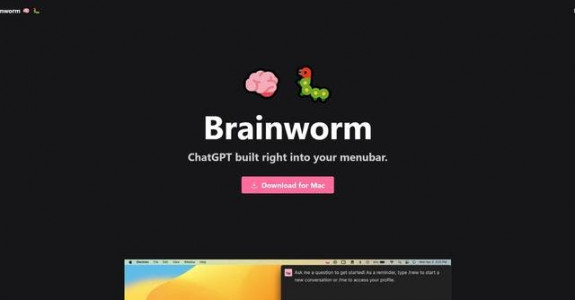 nworm
Brainworm
ChatGPT built right into your menubar.
Download for Mac
Ask me a question to get started! As a reminder, type /new to start a
new conversation or /me to access your profile.